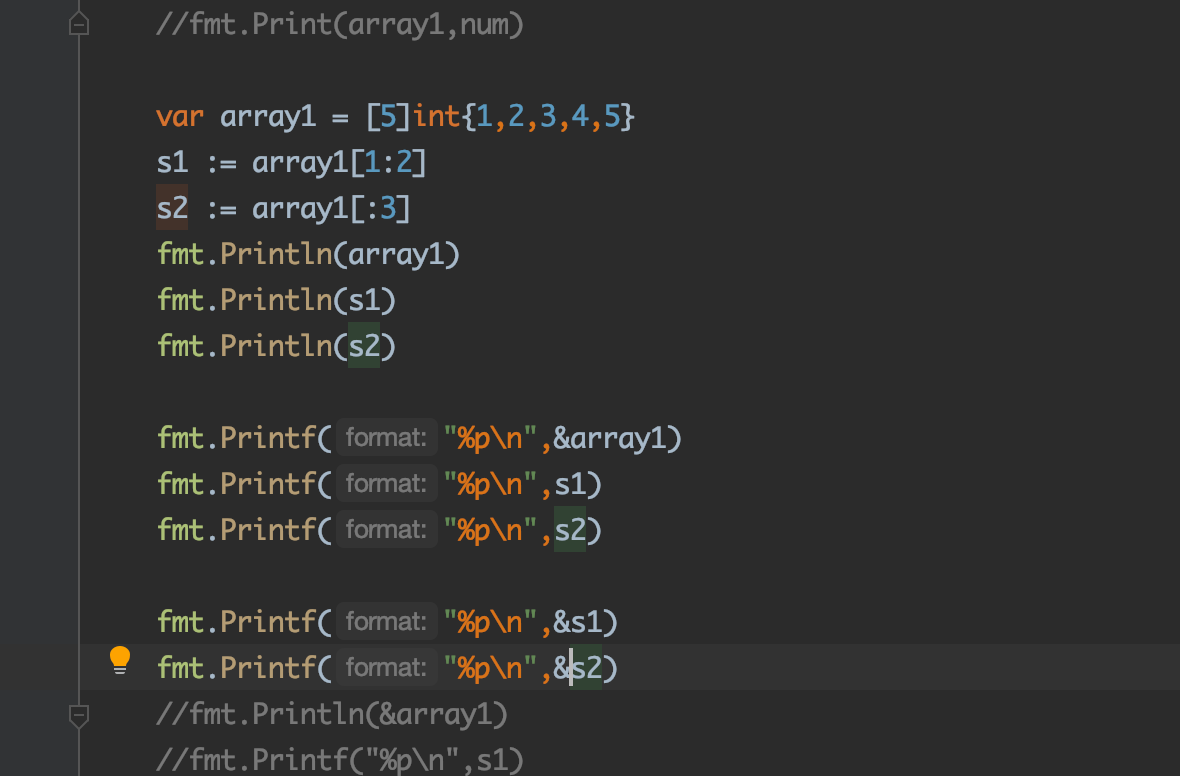 //fmt.Print(array1,num)
var array1 = [5]int{1,2,3,4,5}
s1 := array1[1:2]
s2 := array1[:3]
fmt.Println(array1)
fmt.Println(s1)
fmt.Println(s2)
fmt.Printf( format: "%p\n",&array1)
fmt.Printf( format: "%p\n",s1)
fmt.Printf( format: "%p\n",s2)
fmt.Printf( format: "%p\n",&s1)
fmt.Printf( format: "%p\n",&s2)
//fmt.Println(&array1)
//fmt.Printf("%p\n",s1)